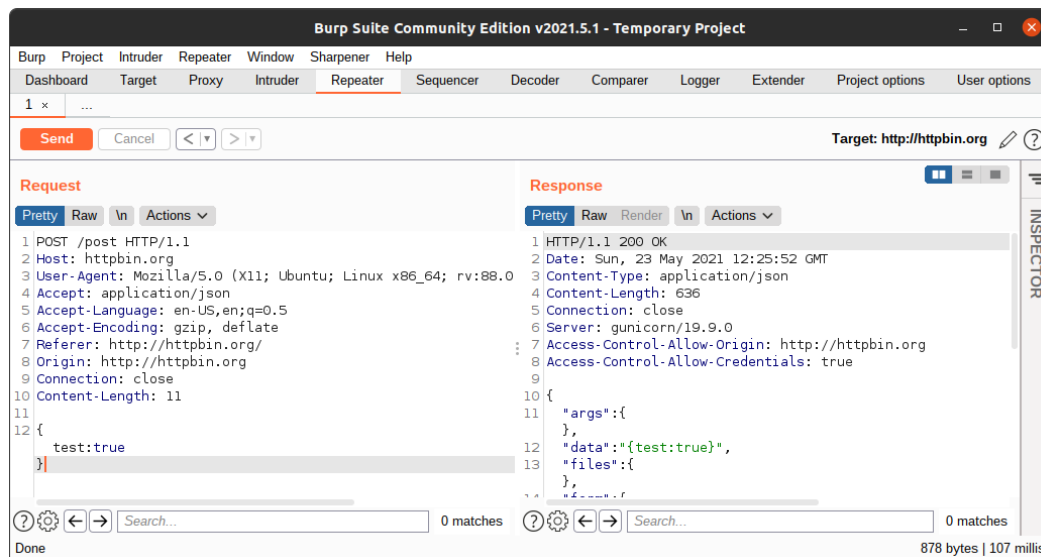 Burp Suite Community Edition v2021.5.1 - Temporary Project
Burp Project Intruder Repeater Window Sharpener Help
Dashboard Target Proxy Intruder Repeater Sequencer Decoder Comparer Logger Extender Project options User options
1 × ...
Send Cancel < > Target: http://httpbin.org ?
Request
Pretty Raw \n Actions
1 POST /post HTTP/1.1
2 Host: httpbin.org
3 User-Agent: Mozilla/5.0 (X11; Ubuntu; Linux x86_64; rv:88.0
4 Accept: application/json
5 Accept-Language: en-US,en;q=0.5
6 Accept-Encoding: gzip, deflate
7 Referer: http://httpbin.org/
8 Origin: http://httpbin.org
9 Connection: close
10 Content-Length: 11
11
12 {
test:true
}
? Search... 0 matches
Response
Pretty Raw Render \n Actions
1 HTTP/1.1 200 OK
2 Date: Sun, 23 May 2021 12:25:52 GMT
3 Content-Type: application/json
4 Content-Length: 636
5 Connection: close
6 Server: gunicorn/19.9.0
7 Access-Control-Allow-Origin: http://httpbin.org
8 Access-Control-Allow-Credentials: true
9
10 {
11 "args":{
},
12 "data":"{test:true}",
13 "files":{
},
14 "form":{
? Search... 0 matches
INSPECTOR
Done 878 bytes | 107 millis